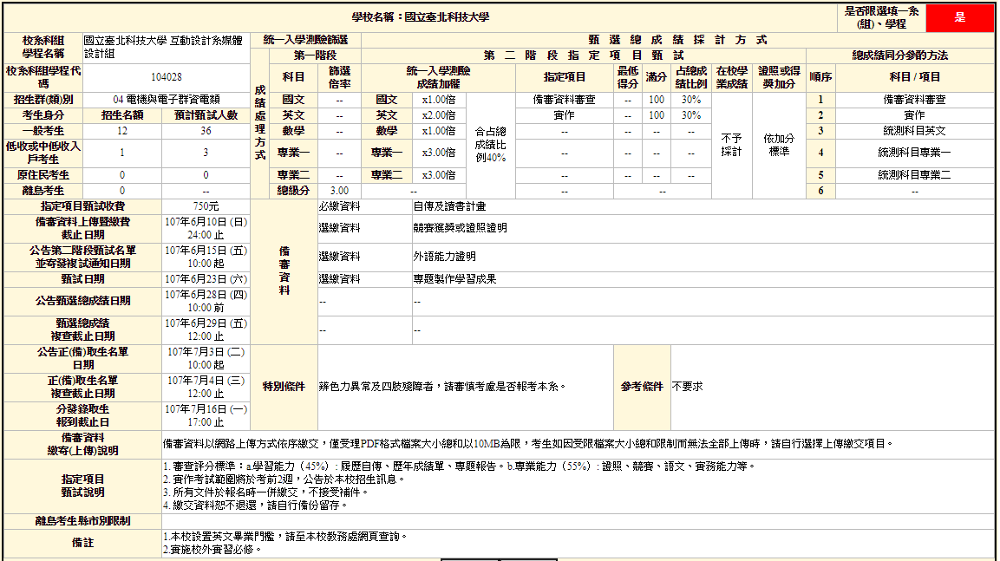 學校名稱：國立臺北科技大學
是否限選填一系(組)、學程
是
校系科組學程名稱
國立臺北科技大學 互動設計系媒體設計組
統一入學測驗篩選
甄 選 總 成 績 採 計 方 式
成績處理方式
第一階段
第 二 階 段 指 定 項 目 甄 試
總成績同分參酌方法
校系科組學程代碼
104028
科目
篩選倍率
統一入學測驗成績加權
指定項目
最低得分
滿分
占總成績比例
在校學業成績
證照或得獎加分
順序
科目 / 項目
招生群(類)別
04 電機與電子群資電類
國文
--
國文
x1.00倍
合占總成績比例40%
備審資料審查
--
100
30%
不予採計
依加分標準
1
備審資料審查
考生身分
招生名額
預計甄試人數
英文
--
英文
x2.00倍
實作
--
100
30%
2
實作
一般考生
12
36
數學
--
數學
x1.00倍
--
--
--
--
3
統測科目英文
低收或中低收入戶考生
1
3
專業一
--
專業一
x3.00倍
--
--
--
--
4
統測科目專業一
原住民考生
0
0
專業二
--
專業二
x3.00倍
--
--
--
--
5
統測科目專業二
離島考生
0
--
總級分
3.00
--
--
--
--
6
--
指定項目甄試收費
750元
備審資料
必繳資料
自傳及讀書計畫
備審資料上傳暨繳費截止日期
107年6月10日 (日)
24:00 止
選繳資料
競賽獲獎或證照證明
公告第二階段甄試名單並寄發複試通知日期
107年6月15日 (五)
10:00 起
選繳資料
外語能力證明
甄試日期
107年6月23日 (六)
選繳資料
專題製作學習成果
公告甄選總成績日期
107年6月28日 (四)
10:00 前
--
--
甄選總成績
複查截止日期
107年6月29日 (五)
12:00 止
--
--
公告正(備)取生名單日期
107年7月3日 (二)
10:00 起
特別條件
辨色力異常及四肢殘障者，請審慎考慮是否報考本系。
參考條件
不要求
正(備)取生名單
複查截止日期
107年7月4日 (三)
12:00 止
分發錄取生
報到截止日
107年7月16日 (一)
17:00 止
備審資料
繳寄(上傳)說明
備審資料以網路上傳方式依序繳交，僅受理PDF格式檔案大小總和以10MB為限，考生如因受限檔案大小總和限制而無法全部上傳時，請自行選擇上傳繳交項目。
指定項目
甄試說明
1. 審查評分標準：a.學習能力（45%）: 履歷自傳、歷年成績單、專題報告。b.專業能力（55%）: 證照、競賽、語文、實務能力等。
2. 實作考試範圍將於考前2週，公告於本校招生訊息。
3. 所有文件於報名時一併繳交，不接受補件。
4. 繳交資料恕不退還，請自行備份留存。
離島考生縣市別限制
備註
1.本校設置英文畢業門檻，請至本校教務處網頁查詢。
2.實施校外實習必修。